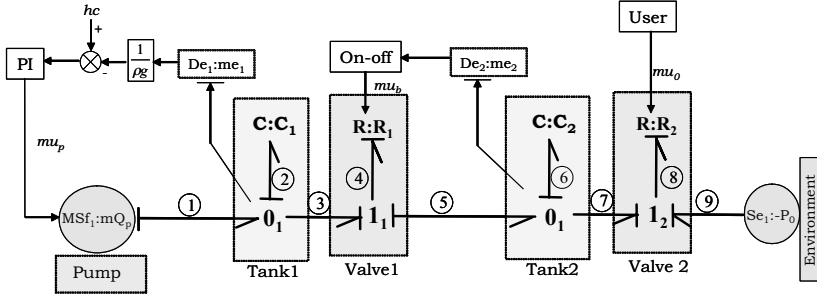 hc
+
PI
-
1
ρg
De₁:me₁
On-off
De₂:me₂
User
mu_p
mu_b
mu_o
C:C₁
R:R₁
C:C₂
R:R₂
2
4
6
8
MSf₁:mQ_p
1
0₁
3
1₁
5
0₁
7
1₂
9
Se₁:-P₀
Environment
Pump
Tank1
Valve1
Tank2
Valve 2